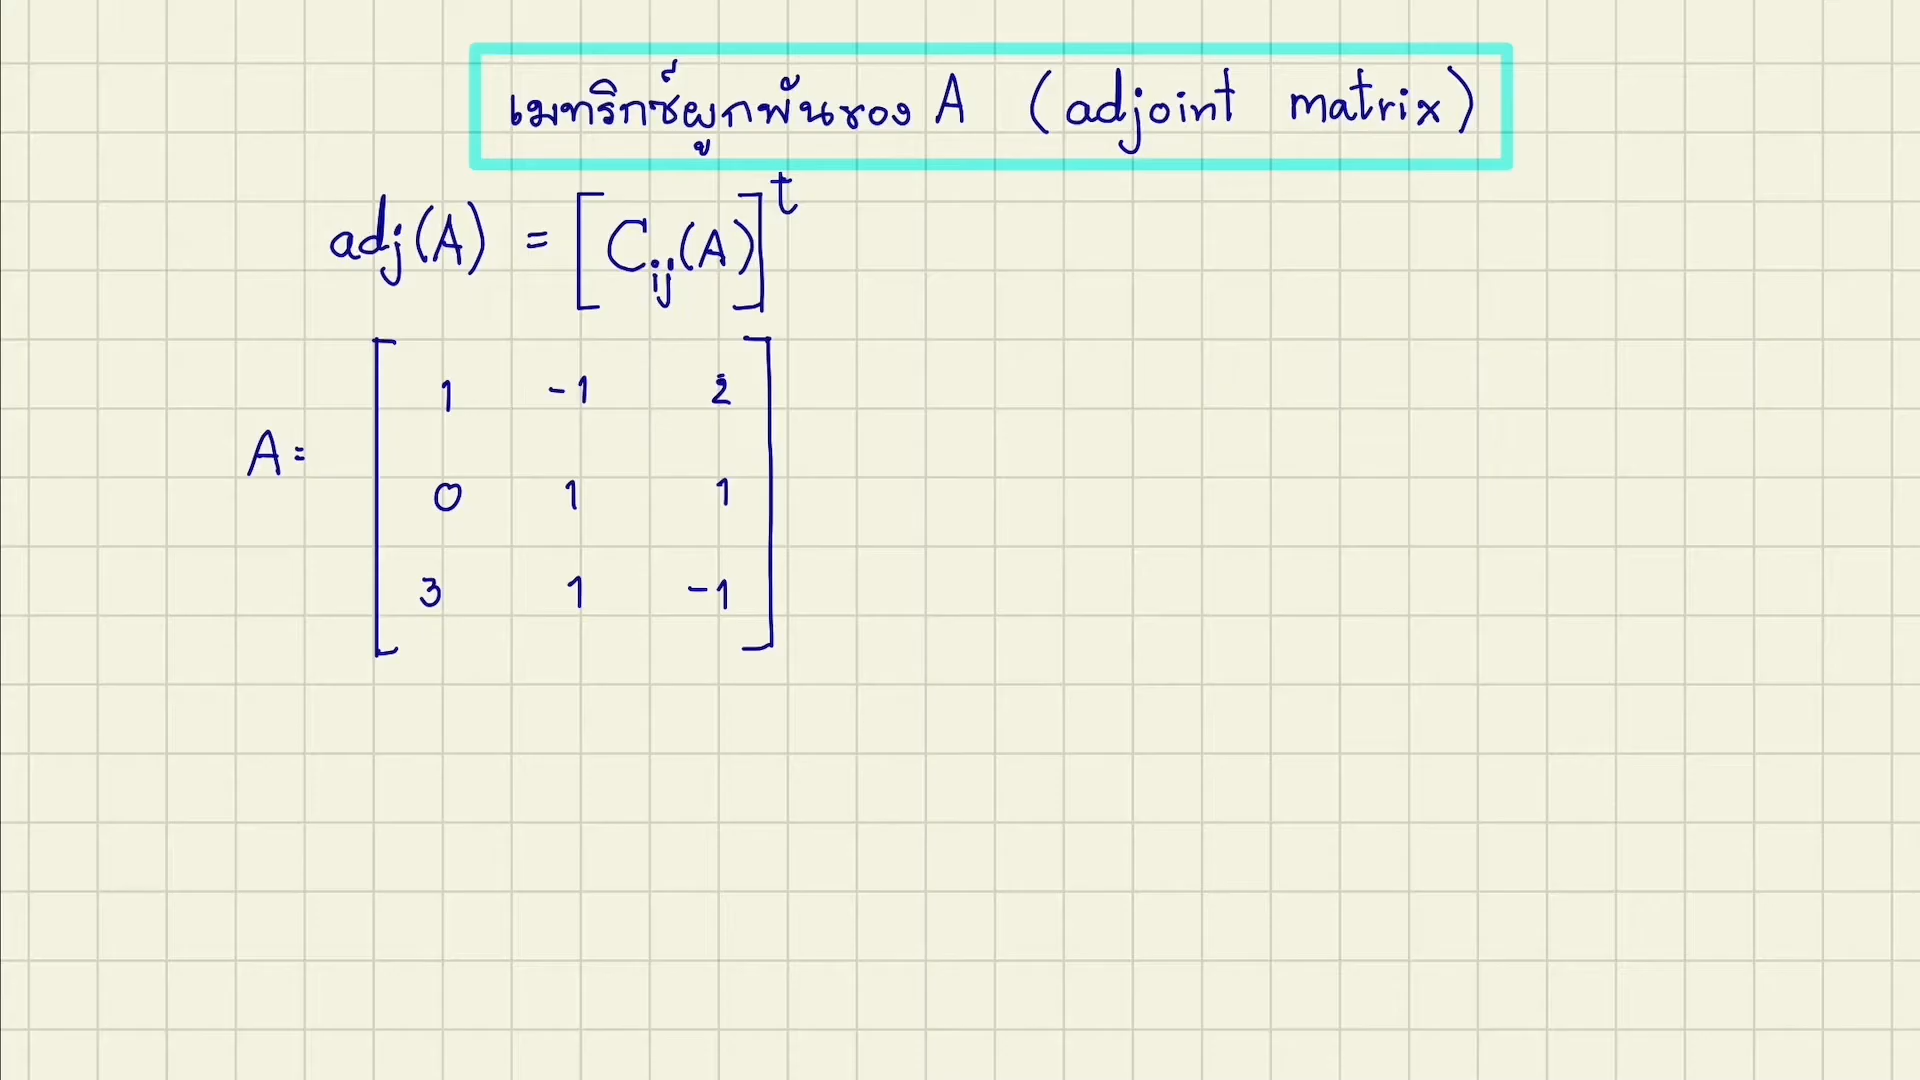 เมทริกซ์ผูกพันของ A (adjoint matrix)
adj(A) = [Cij(A)]^t
A = [ 1 -1 2
0 1 1
3 1 -1 ]